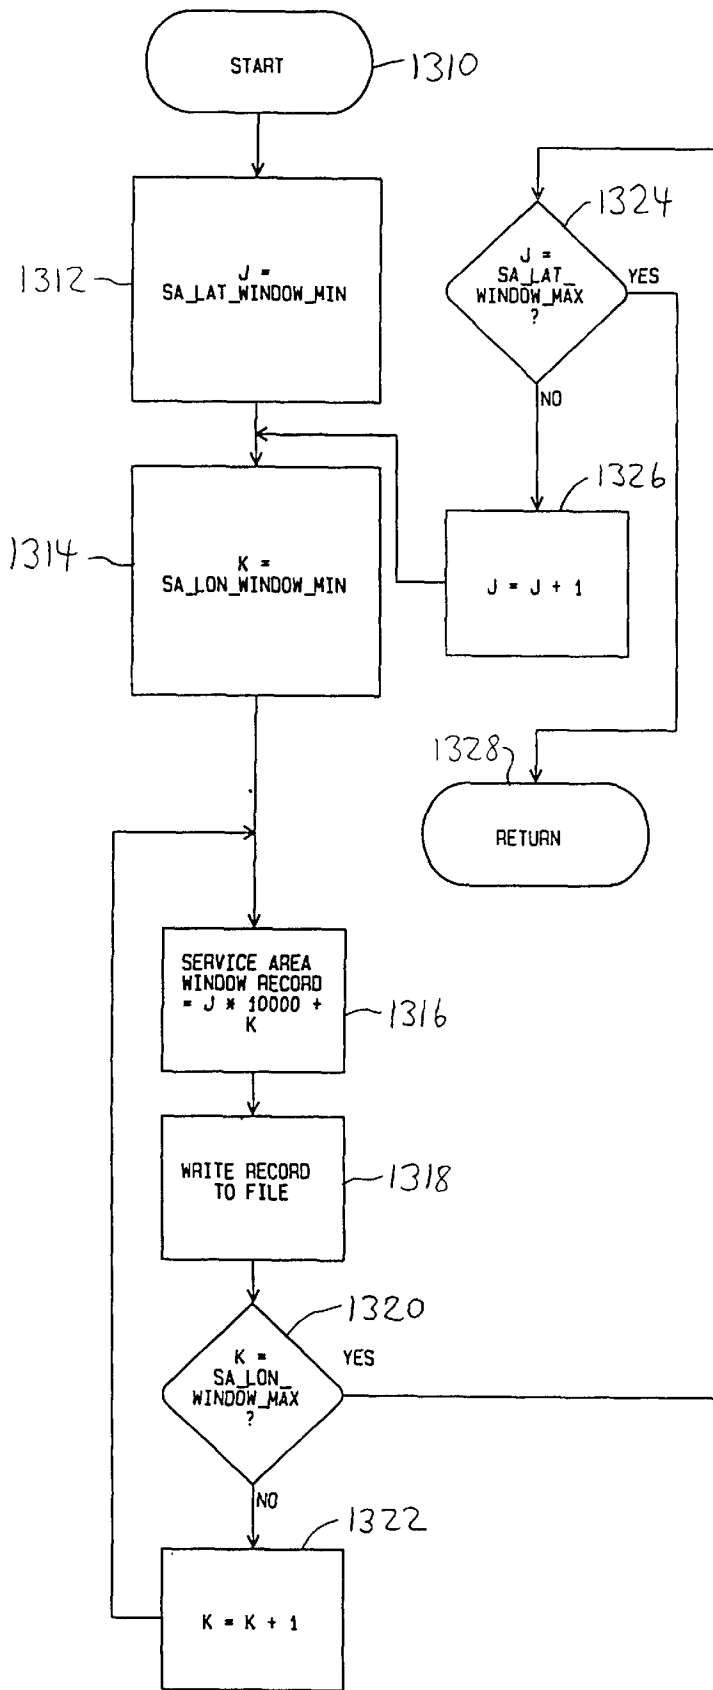 START
1310
1312
J =
SA_LAT_WINDOW_MIN
1314
K =
SA_LON_WINDOW_MIN
SERVICE AREA
WINDOW RECORD
= J * 10000 +
K
1316
WRITE RECORD
TO FILE
1318
1320
K =
SA_LON_
WINDOW_MAX
?
YES
NO
1322
K = K + 1
1324
J =
SA_LAT_
WINDOW_MAX
?
YES
NO
1326
J = J + 1
1328
RETURN